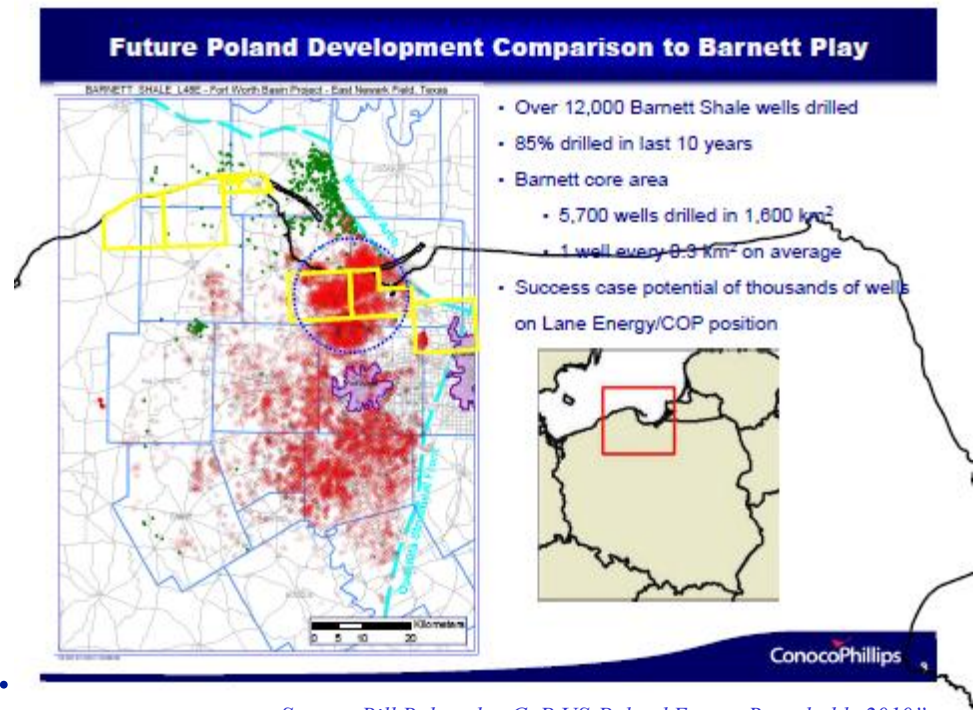 Future Poland Development Comparison to Barnett Play
BARNETT SHALE L48E - Fort Worth Basin Project - East Newark Field, Texas
• Over 12,000 Barnett Shale wells drilled
• 85% drilled in last 10 years
• Barnett core area
• 5,700 wells drilled in 1,600 km²
• 1 well every 0.3 km² on average
• Success case potential of thousands of wells
on Lane Energy/COP position
Kilometers
0 5 10 20
ConocoPhillips
9